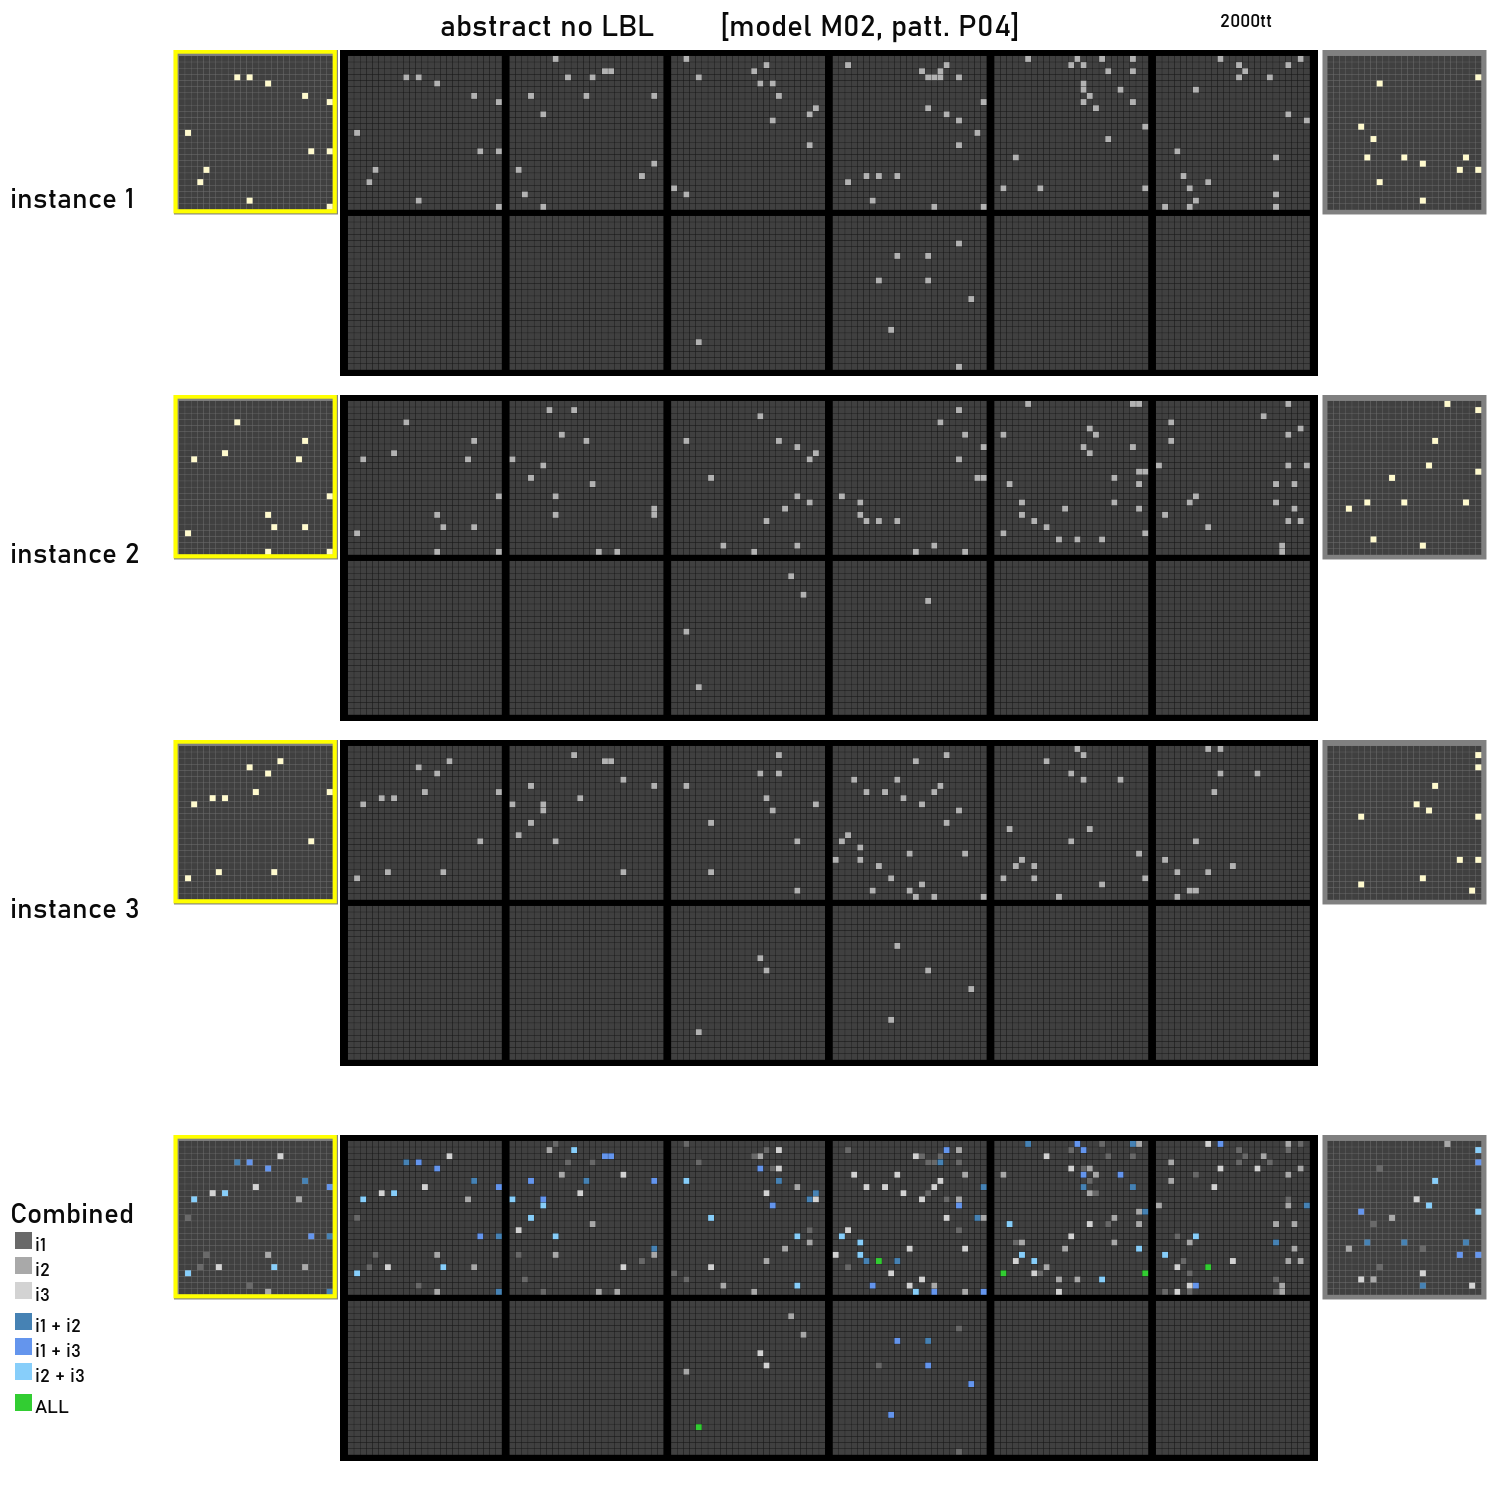 abstract no LBL [model M02, patt. P04] 2000tt
instance 1
instance 2
instance 3
Combined
i1
i2
i3
i1 + i2
i1 + i3
i2 + i3
ALL